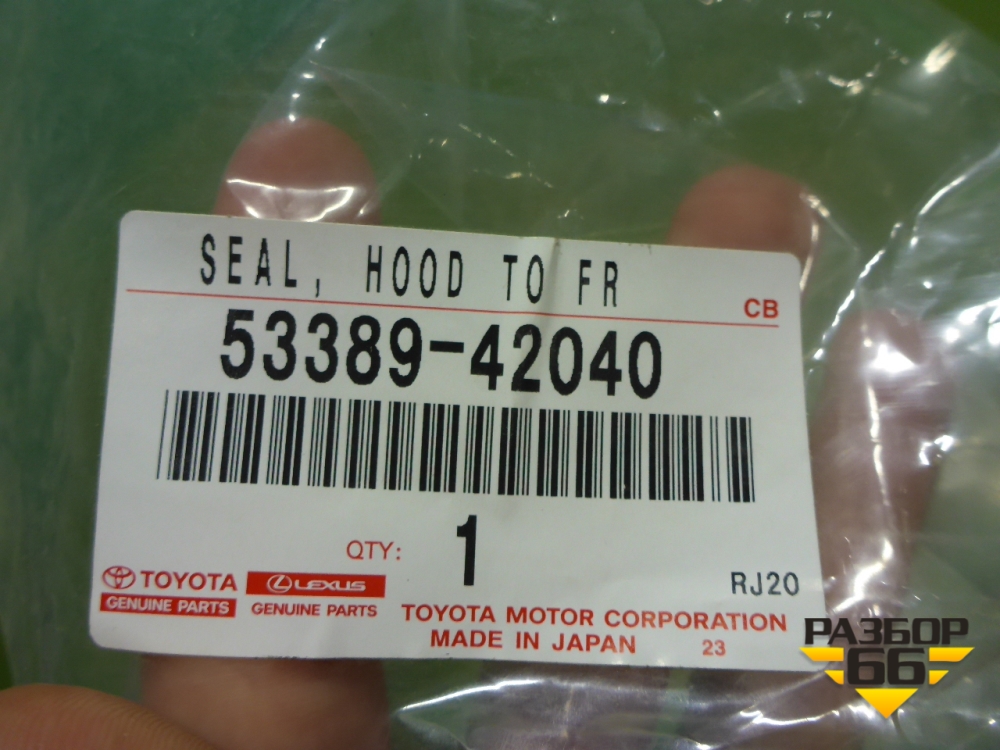 SEAL, HOOD TO FR
CB
53389-42040
QTY: 1
TOYOTA
GENUINE PARTS
LEXUS
GENUINE PARTS
RJ20
TOYOTA MOTOR CORPORATION
MADE IN JAPAN 23
РАЗБОР
66